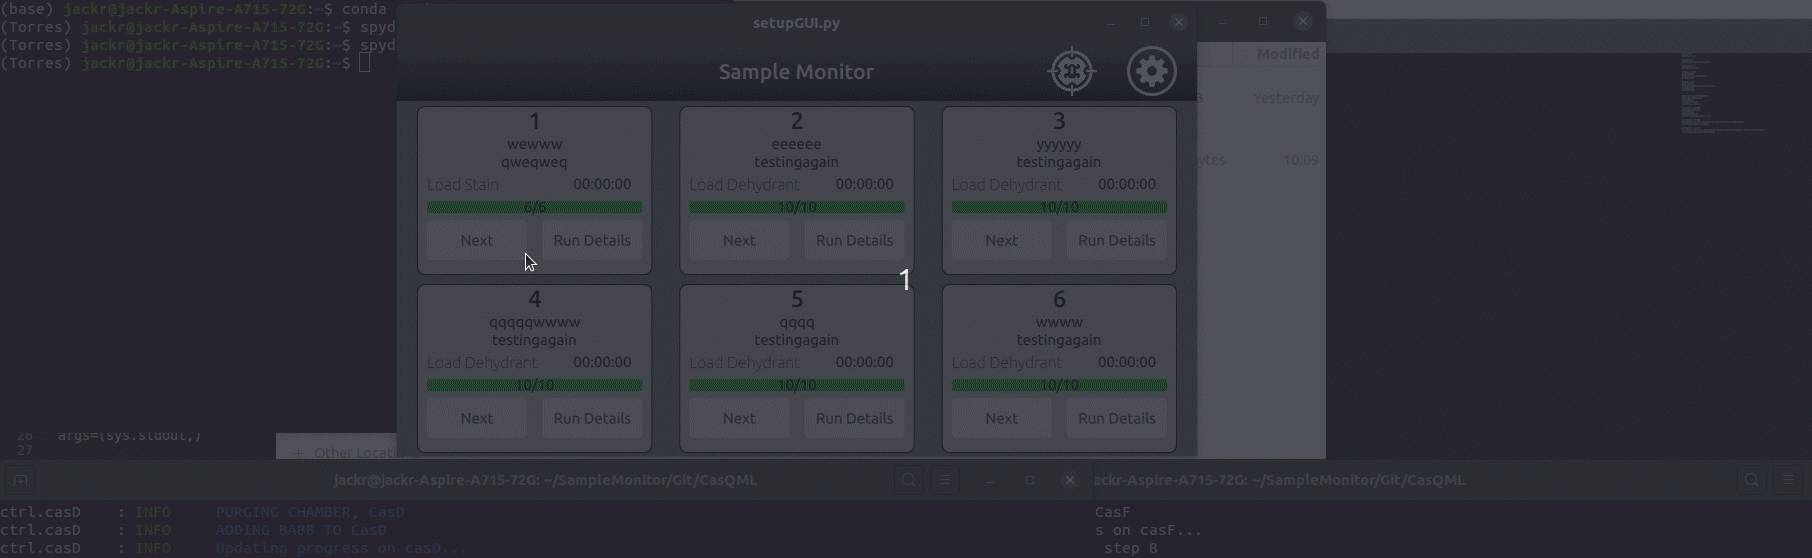 (base) jackr@jackr-Aspire-A715-72G:~$ conda
(Torres) jackr@jackr-Aspire-A715-72G:~$ spyd
(Torres) jackr@jackr-Aspire-A715-72G:~$ spyd
(Torres) jackr@jackr-Aspire-A715-72G:~$
setupGUI.py
Sample Monitor
Modified
Yesterday
ytes 10:09
1
wewww
qweqweq
Load Stain 00:00:00
6/6
Next Run Details
2
eeeeee
testingagain
Load Dehydrant 00:00:00
10/10
Next Run Details
3
yyyyyy
testingagain
Load Dehydrant 00:00:00
10/10
Next Run Details
1
4
qqqqqwwww
testingagain
Load Dehydrant 00:00:00
10/10
Next Run Details
5
qqqq
testingagain
Load Dehydrant 00:00:00
10/10
Next Run Details
6
wwww
testingagain
Load Dehydrant 00:00:00
10/10
Next Run Details
26 args=(sys.stdout,)
27
+ Other Locat
jackr@jackr-Aspire-A715-72G: ~/SampleMonitor/Git/CasQML
ackr-Aspire-A715-72G: ~/SampleMonitor/Git/CasQML
ctrl.casD : INFO PURGING CHAMBER, CasD
ctrl.casD : INFO ADDING BABB TO CasD
ctrl.casD : INFO Updating progress on casD...
CasF
s on casF...
step 8